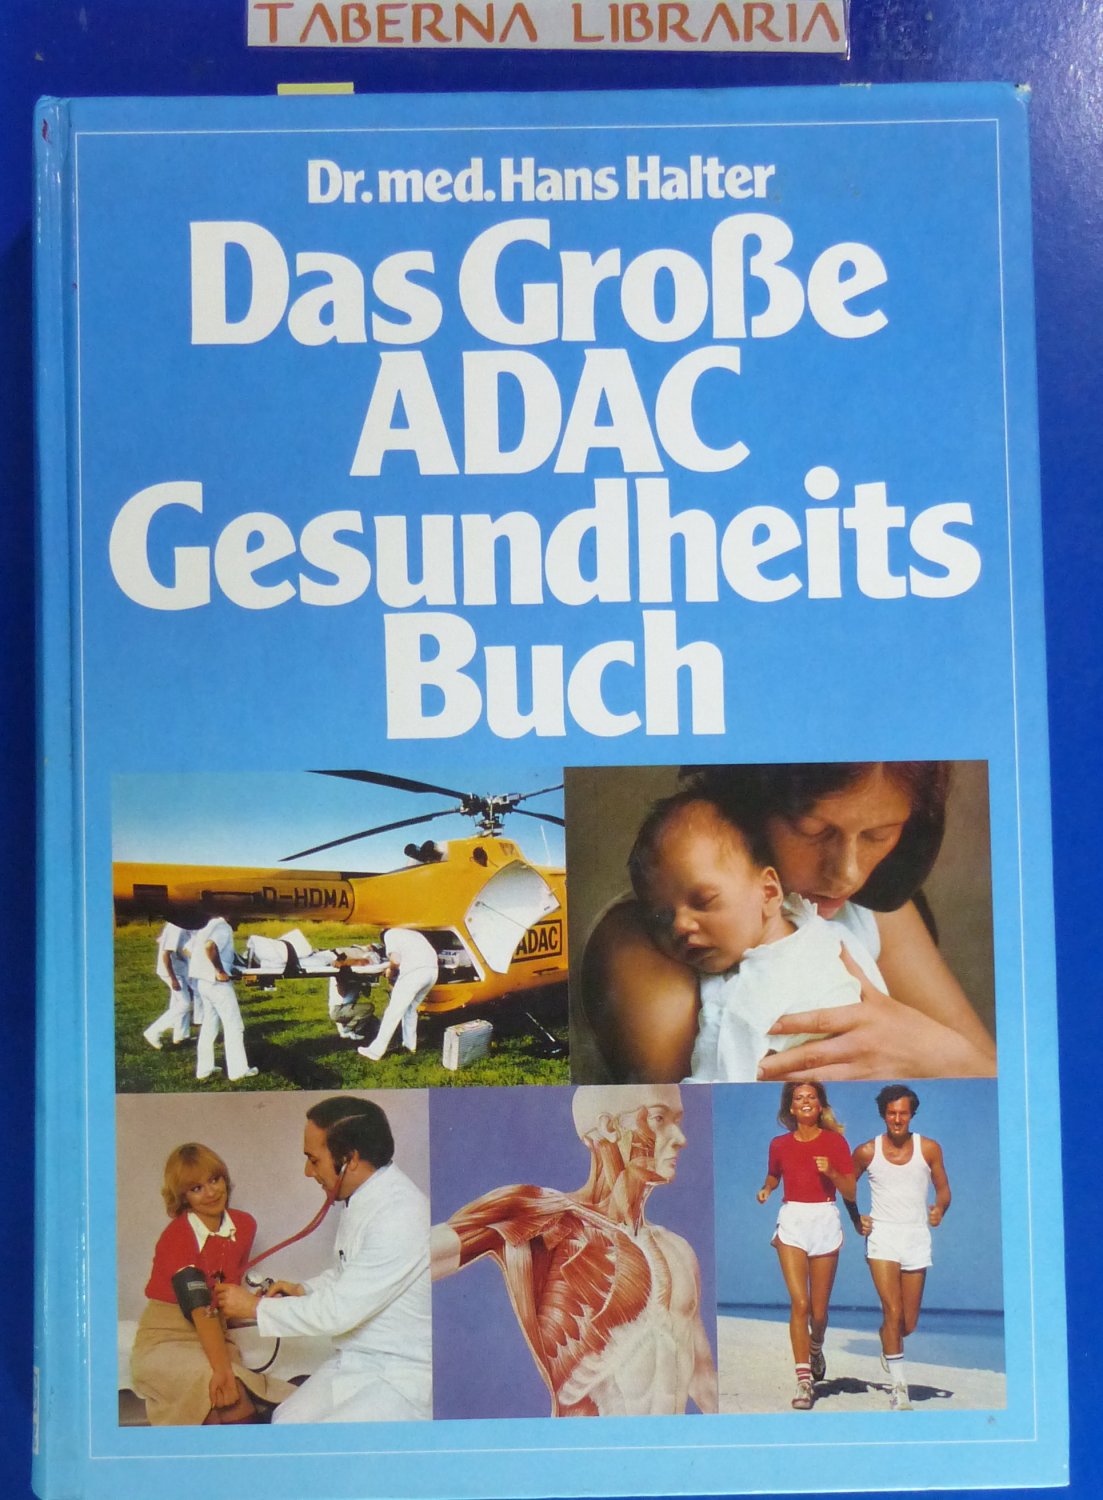 TABERNA LIBRARIA
Dr. med. Hans Halter
Das Große
ADAC
Gesundheits
Buch
D-HDMA
ADAC